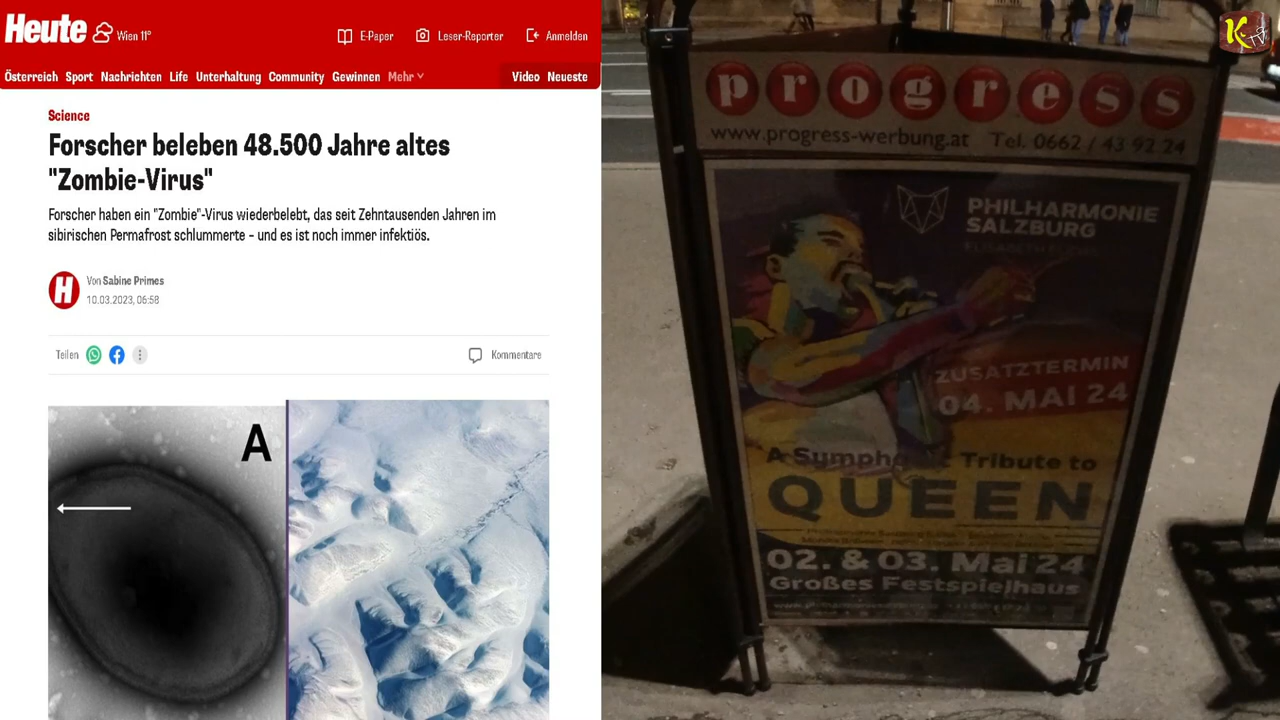 Heute
Wien 11°
E-Paper
Leser-Reporter
Anmelden
Österreich Sport Nachrichten Life Unterhaltung Community Gewinnen Mehr
Video Neueste
Science
Forscher beleben 48.500 Jahre altes
"Zombie-Virus"
Forscher haben ein "Zombie"-Virus wiederbelebt, das seit Zehntausenden Jahren im
sibirischen Permafrost schlummerte – und es ist noch immer infektiös.
H
Von Sabine Primes
10.03.2023, 06:58
Teilen
Kommentare
A
K TV
progress
www.progress-werbung.at Tel. 0662 / 43 92 24
PHILHARMONIE
SALZBURG
ZUSATZTERMIN
04. MAI 24
A Symphonic Tribute to
QUEEN
02. & 03. Mai 24
Großes Festspielhaus